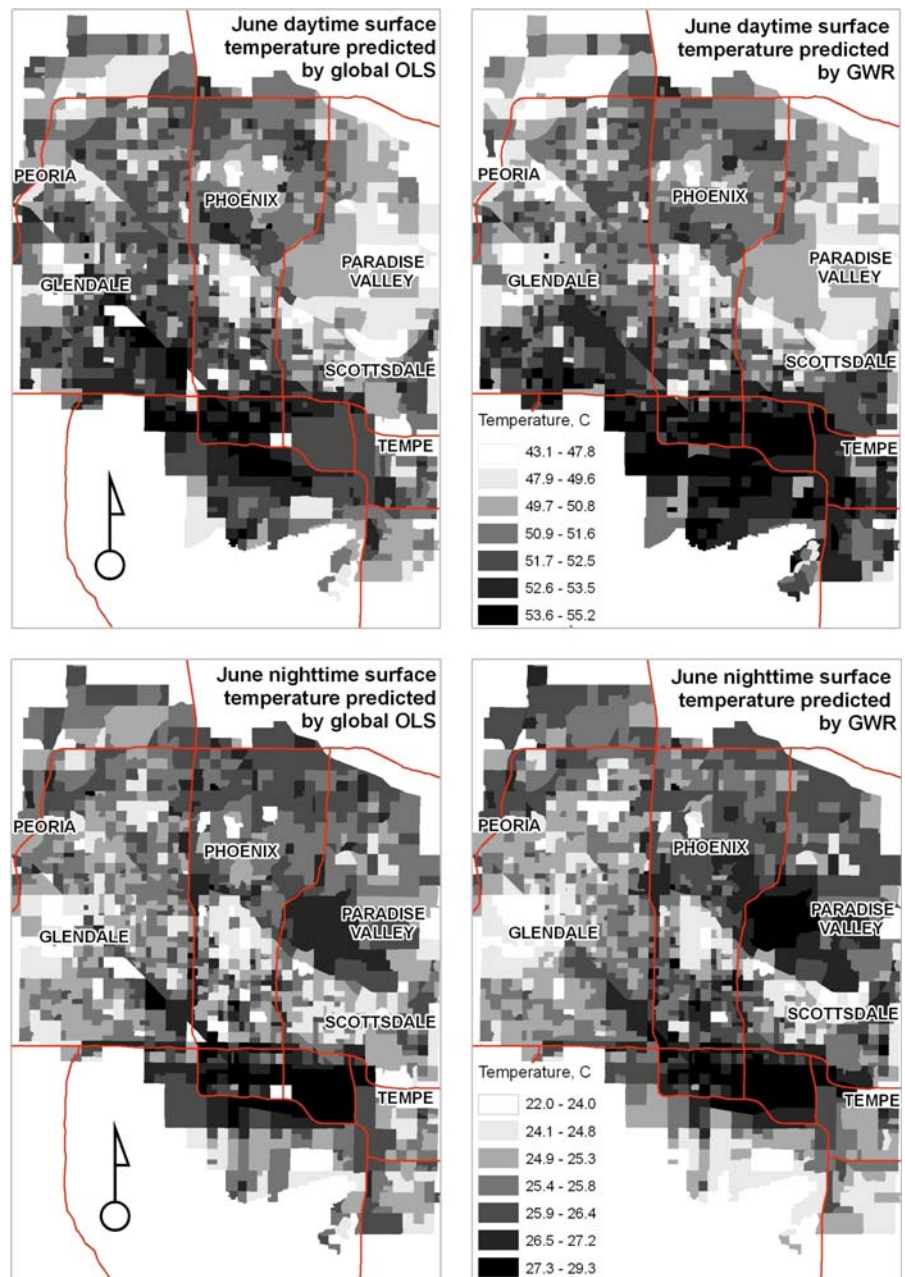 June daytime surface
temperature predicted
by global OLS
PEORIA
PHOENIX
GLENDALE
PARADISE
VALLEY
SCOTTSDALE
TEMPE
June daytime surface
temperature predicted
by GWR
PEORIA
PHOENIX
GLENDALE
PARADISE
VALLEY
SCOTTSDALE
TEMPE
Temperature, C
43.1 - 47.8
47.9 - 49.6
49.7 - 50.8
50.9 - 51.6
51.7 - 52.5
52.6 - 53.5
53.6 - 55.2
June nighttime surface
temperature predicted
by global OLS
PEORIA
PHOENIX
GLENDALE
PARADISE
VALLEY
SCOTTSDALE
TEMPE
June nighttime surface
temperature predicted
by GWR
PEORIA
PHOENIX
GLENDALE
PARADISE
VALLEY
SCOTTSDALE
TEMPE
Temperature, C
22.0 - 24.0
24.1 - 24.8
24.9 - 25.3
25.4 - 25.8
25.9 - 26.4
26.5 - 27.2
27.3 - 29.3